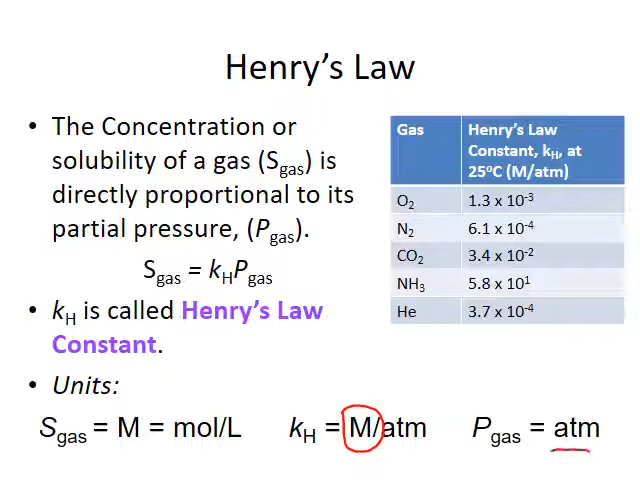 Henry's Law
• The Concentration or
solubility of a gas (Sgas) is
directly proportional to its
partial pressure, (Pgas).
Sgas = kHPgas
• kH is called Henry's Law
Constant.
• Units:
Sgas = M = mol/L kH = M/atm Pgas = atm
Gas Henry's Law
Constant, kH, at
25°C (M/atm)
O2 1.3 x 10-3
N2 6.1 x 10-4
CO2 3.4 x 10-2
NH3 5.8 x 101
He 3.7 x 10-4